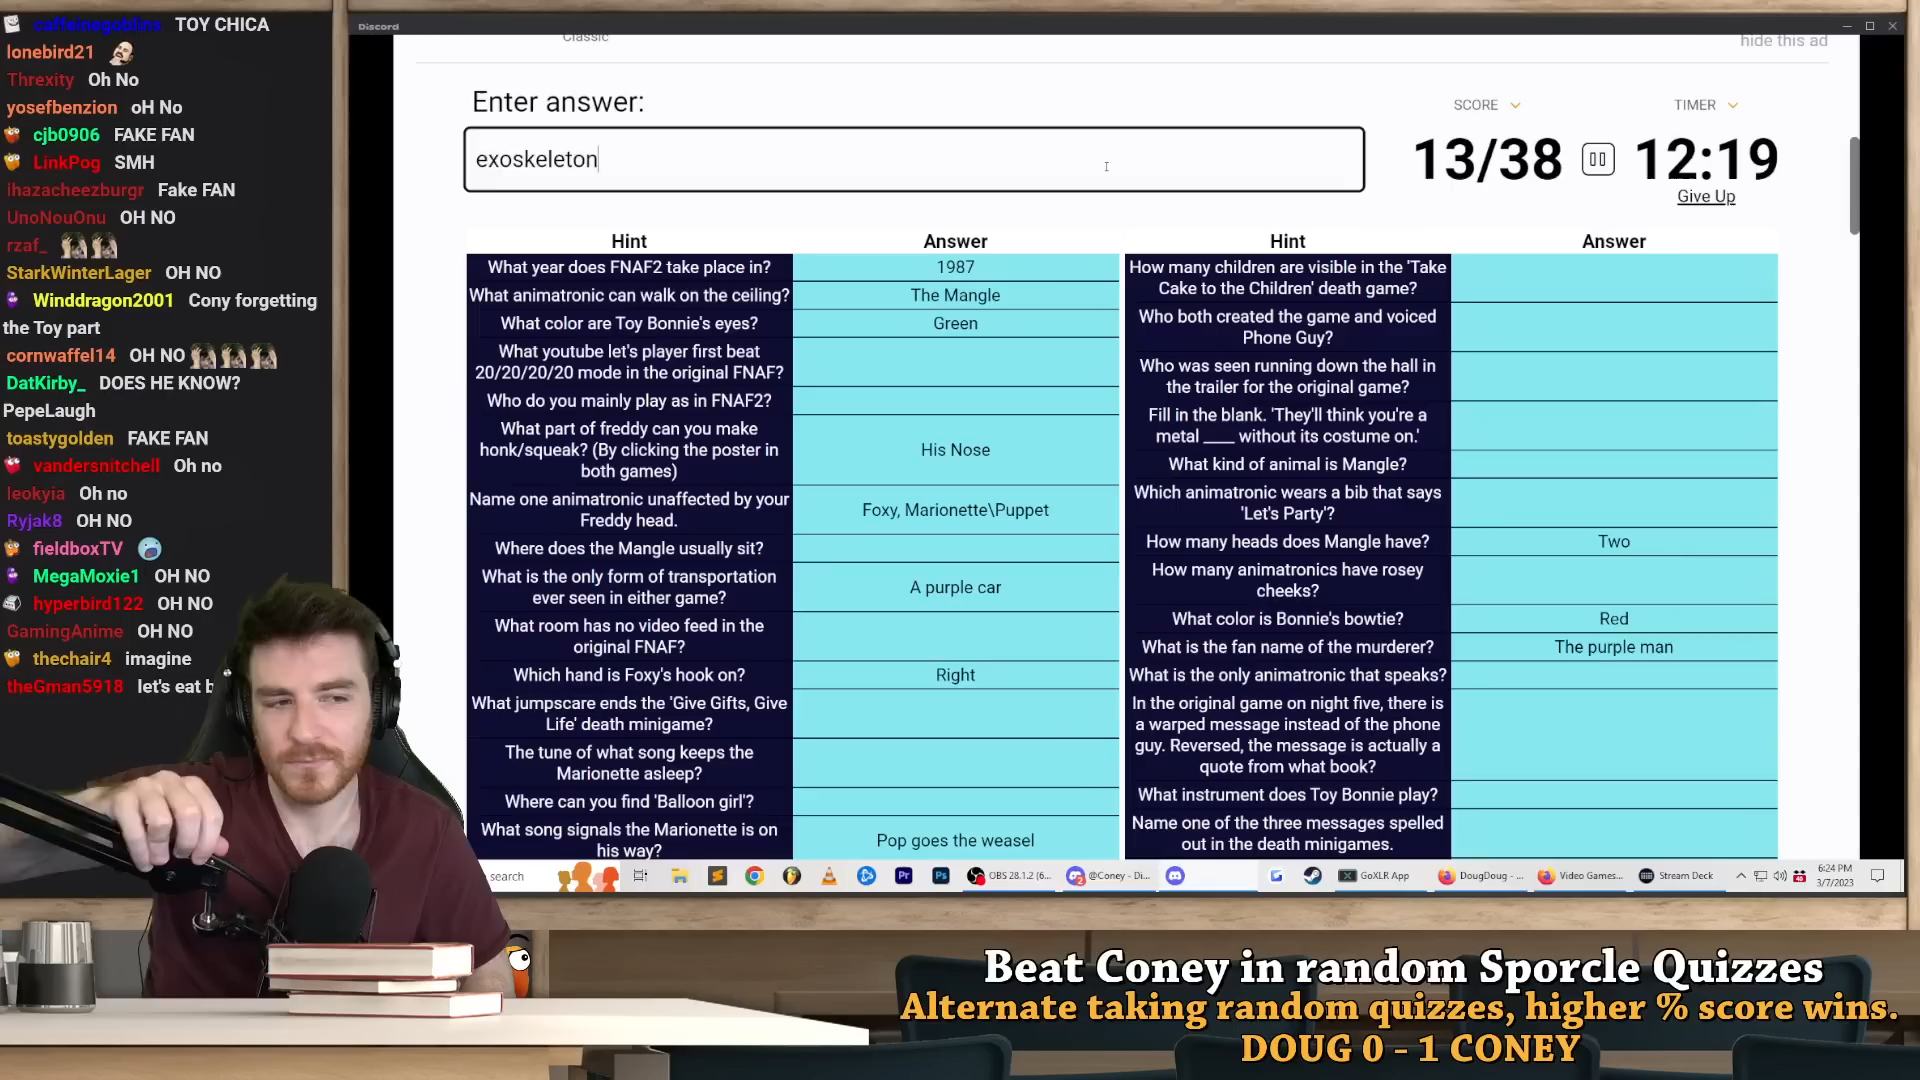 caffeinegoblins TOY CHICA
lonebird21
Threxity Oh No
yosefbenzion oH No
cjb0906 FAKE FAN
LinkPog SMH
ihazacheezburgr Fake FAN
UnoNouOnu OH NO
rzaf_
StarkWinterLager OH NO
Winddragon2001 Cony forgetting
the Toy part
cornwaffel14 OH NO
DatKirby_ DOES HE KNOW?
PepeLaugh
toastygolden FAKE FAN
vandersnitchell Oh no
leokyia Oh no
Ryjak8 OH NO
fieldboxTV
MegaMoxie1 OH NO
hyperbird122 OH NO
GamingAnime OH NO
thechair4 imagine
theGman5918 let's eat b
Discord
Classic
hide this ad
Enter answer:
exoskeleton
SCORE
TIMER
13/38
12:19
Give Up
Hint Answer
What year does FNAF2 take place in? 1987
What animatronic can walk on the ceiling? The Mangle
What color are Toy Bonnie's eyes? Green
What youtube let's player first beat
20/20/20/20 mode in the original FNAF?
Who do you mainly play as in FNAF2?
What part of freddy can you make
honk/squeak? (By clicking the poster in
both games)
His Nose
Name one animatronic unaffected by your
Freddy head.
Foxy, Marionette\Puppet
Where does the Mangle usually sit?
What is the only form of transportation
ever seen in either game?
A purple car
What room has no video feed in the
original FNAF?
Which hand is Foxy's hook on? Right
What jumpscare ends the 'Give Gifts, Give
Life' death minigame?
The tune of what song keeps the
Marionette asleep?
Where can you find 'Balloon girl'?
What song signals the Marionette is on
his way?
Pop goes the weasel
Hint Answer
How many children are visible in the 'Take
Cake to the Children' death game?
Who both created the game and voiced
Phone Guy?
Who was seen running down the hall in
the trailer for the original game?
Fill in the blank. 'They'll think you're a
metal ____ without its costume on.'
What kind of animal is Mangle?
Which animatronic wears a bib that says
'Let's Party'?
How many heads does Mangle have? Two
How many animatronics have rosey
cheeks?
What color is Bonnie's bowtie? Red
What is the fan name of the murderer? The purple man
What is the only animatronic that speaks?
In the original game on night five, there is
a warped message instead of the phone
guy. Reversed, the message is actually a
quote from what book?
What instrument does Toy Bonnie play?
Name one of the three messages spelled
out in the death minigames.
search
Pr
Ps
OBS 28.1.2 (6...
@Coney - Di...
GoXLR App
DougDoug - ...
Video Games...
Stream Deck
6:24 PM
3/7/2023
Beat Coney in random Sporcle Quizzes
Alternate taking random quizzes, higher % score wins.
DOUG 0 - 1 CONEY